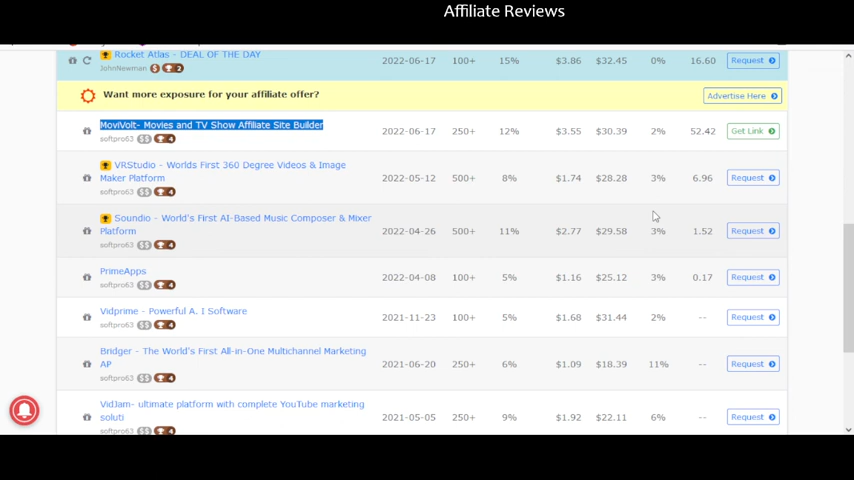 Affiliate Reviews
Rocket Atlas - DEAL OF THE DAY
JohnNewman $ 2
2022-06-17 100+ 15% $3.86 $32.45 0% 16.60 Request
Want more exposure for your affiliate offer?
Advertise Here
MoviVolt- Movies and TV Show Affiliate Site Builder
softpro63 $$ 4
2022-06-17 250+ 12% $3.55 $30.39 2% 52.42 Get Link
VRStudio - Worlds First 360 Degree Videos & Image
Maker Platform
softpro63 $$ 4
2022-05-12 500+ 8% $1.74 $28.28 3% 6.96 Request
Soundio - World's First AI-Based Music Composer & Mixer
Platform
softpro63 $$ 4
2022-04-26 500+ 11% $2.77 $29.58 3% 1.52 Request
PrimeApps
softpro63 $$ 4
2022-04-08 100+ 5% $1.16 $25.12 3% 0.17 Request
Vidprime - Powerful A. I Software
softpro63 $$ 4
2021-11-23 100+ 5% $1.68 $31.44 2% -- Request
Bridger - The World's First All-in-One Multichannel Marketing
AP
softpro63 $$ 4
2021-06-20 250+ 6% $1.09 $18.39 11% -- Request
VidJam- ultimate platform with complete YouTube marketing
soluti
softpro63 $$ 4
2021-05-05 250+ 9% $1.92 $22.11 6% -- Request